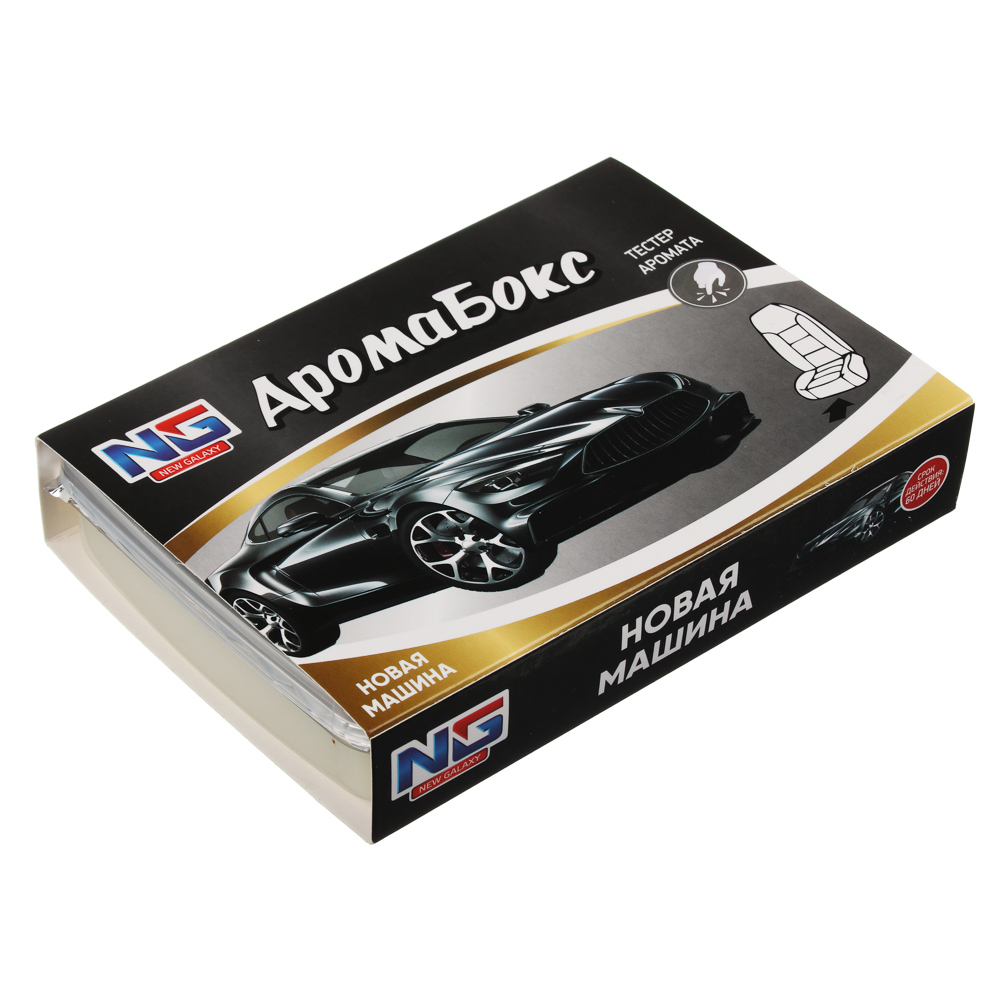 АромаБокс
ТЕСТЕР
АРОМАТА
NG
NEW GALAXY
НОВАЯ
МАШИНА
NG
NEW GALAXY
НОВАЯ
МАШИНА
СРОК
ДЕЙСТВИЯ:
60 ДНЕЙ